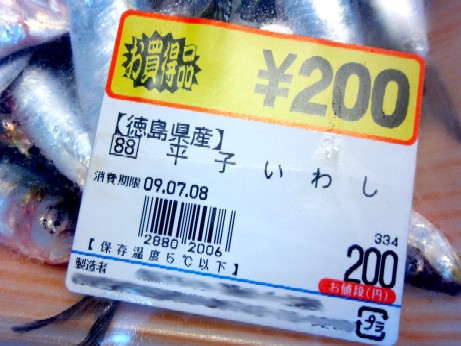 お買得品
¥200
【徳島県産】
88 平子いわし
消費期限 09.07.08
2880 2006
【保存温度5℃以下】
334
200
お値段(円)
製造者
プラ